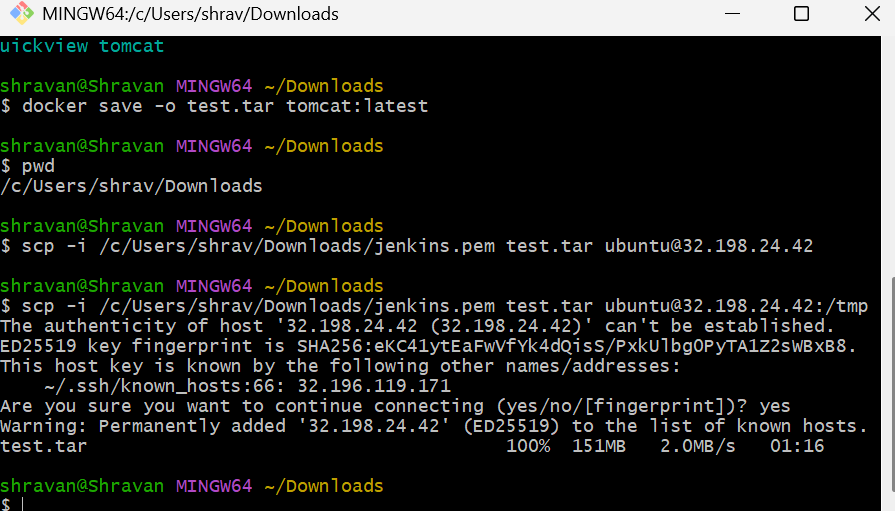 MINGW64:/c/Users/shrav/Downloads
uickview tomcat
shravan@Shravan MINGW64 ~/Downloads
$ docker save -o test.tar tomcat:latest
shravan@Shravan MINGW64 ~/Downloads
$ pwd
/c/Users/shrav/Downloads
shravan@Shravan MINGW64 ~/Downloads
$ scp -i /c/Users/shrav/Downloads/jenkins.pem test.tar ubuntu@32.198.24.42
shravan@Shravan MINGW64 ~/Downloads
$ scp -i /c/Users/shrav/Downloads/jenkins.pem test.tar ubuntu@32.198.24.42:/tmp
The authenticity of host '32.198.24.42 (32.198.24.42)' can't be established.
ED25519 key fingerprint is SHA256:eKC41ytEaFwVfYk4dQisS/PxkUlbgOPyTA1Z2sWBxB8.
This host key is known by the following other names/addresses:
    ~/.ssh/known_hosts:66: 32.196.119.171
Are you sure you want to continue connecting (yes/no/[fingerprint])? yes
Warning: Permanently added '32.198.24.42' (ED25519) to the list of known hosts.
test.tar                                      100%  151MB   2.0MB/s   01:16
shravan@Shravan MINGW64 ~/Downloads
$